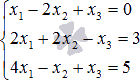 x₁ - 2x₂ + x₃ = 0
2x₁ + 2x₂ - x₃ = 3
4x₁ - x₂ + x₃ = 5